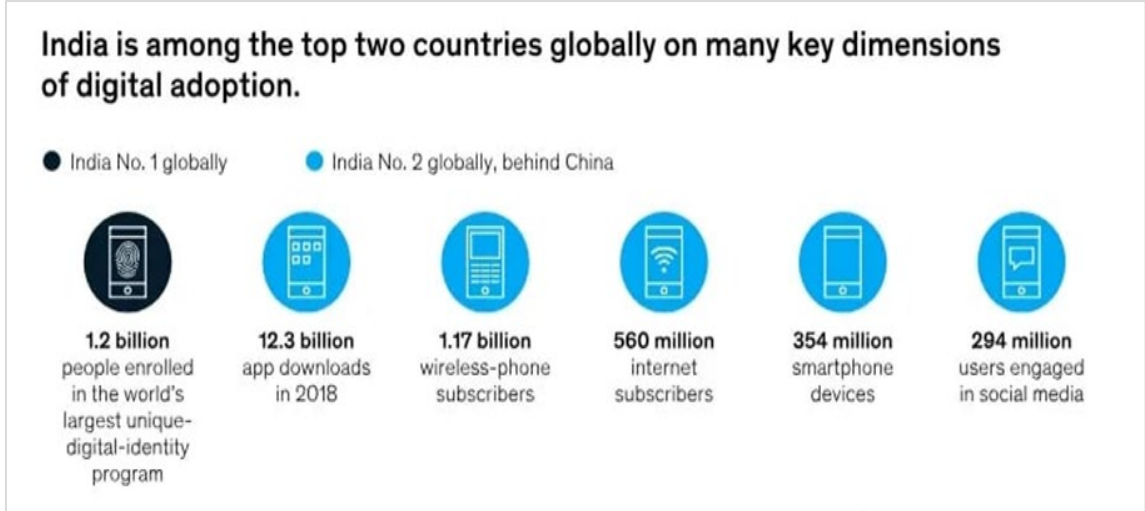 India is among the top two countries globally on many key dimensions
of digital adoption.
India No. 1 globally
India No. 2 globally, behind China
1.2 billion
people enrolled
in the world's
largest unique-
digital-identity
program
12.3 billion
app downloads
in 2018
1.17 billion
wireless-phone
subscribers
560 million
internet
subscribers
354 million
smartphone
devices
294 million
users engaged
in social media